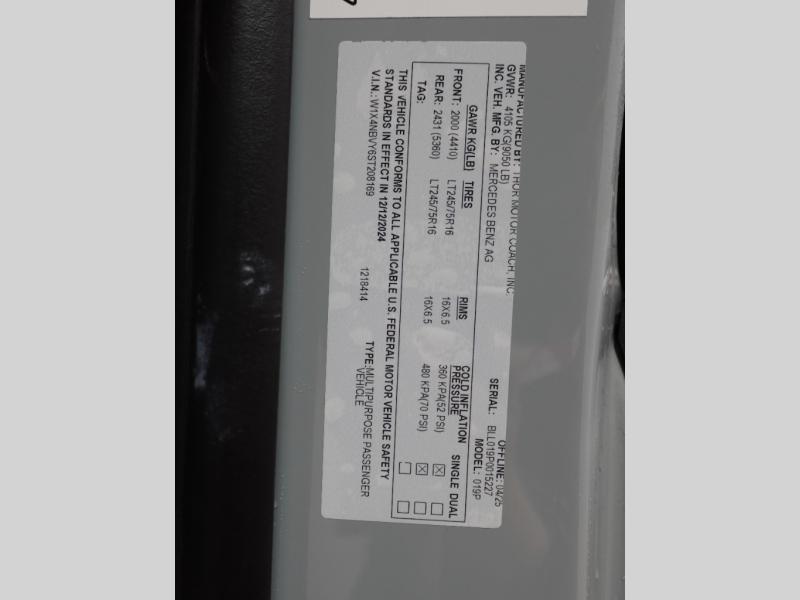 MANUFACTURED BY: THOR MOTOR COACH, INC. OFFLINE: 04/25
GVWR: 4105 KG(9050 LB) SERIAL: BLL019P0015227
INC. VEH. MFG. BY: MERCEDES BENZ AG MODEL: 019P
GAWR KG(LB) TIRES RIMS COLD INFLATION PRESSURE SINGLE DUAL
FRONT: 2000 (4410) LT245/75R16 16X6.5 360 KPA(52 PSI) ☒ ☐
REAR: 2431 (5360) LT245/75R16 16X6.5 480 KPA(70 PSI) ☒ ☐
TAG: ☐ ☐
THIS VEHICLE CONFORMS TO ALL APPLICABLE U.S. FEDERAL MOTOR VEHICLE SAFETY
STANDARDS IN EFFECT IN 12/12/2024
V.I.N.: W1X4NBVY6ST208169 1218414 TYPE:MULTIPURPOSE PASSENGER
VEHICLE